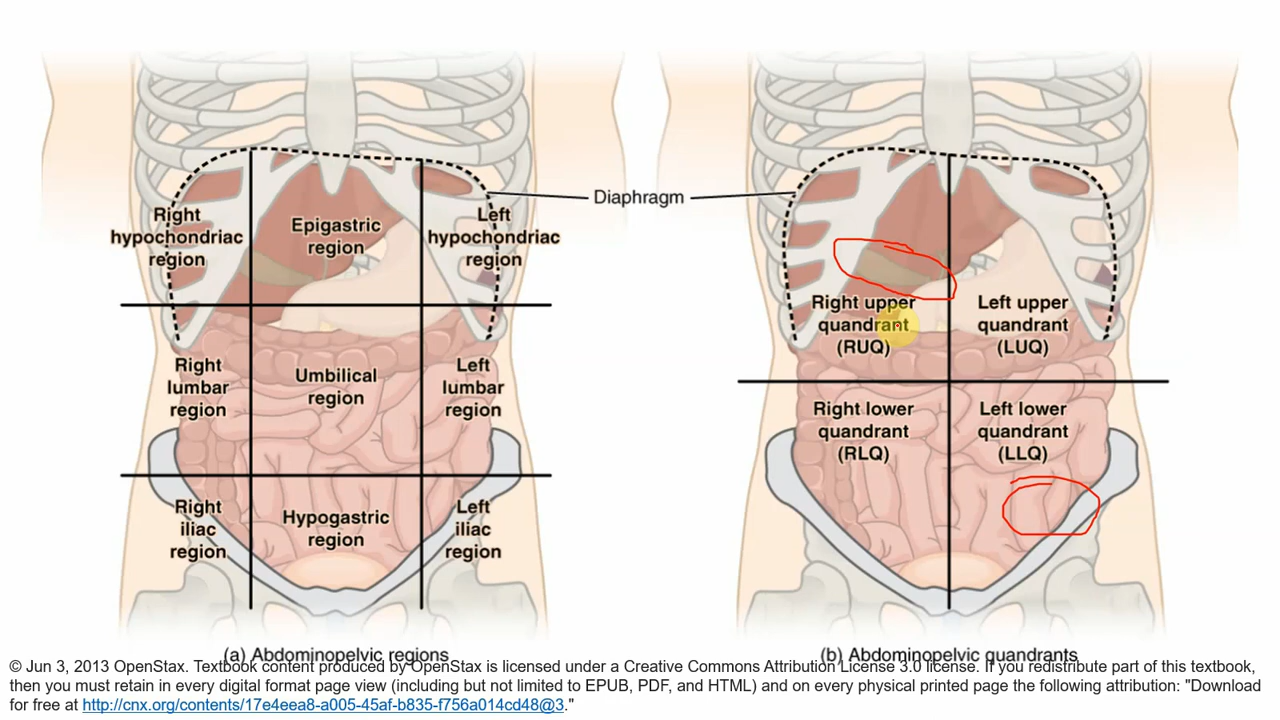 Right
hypochondriac
region
Epigastric
region
Left
hypochondriac
region
Right
lumbar
region
Umbilical
region
Left
lumbar
region
Right
iliac
region
Hypogastric
region
Left
iliac
region
(a) Abdominopelvic regions
Diaphragm
Right upper
quandrant
(RUQ)
Left upper
quandrant
(LUQ)
Right lower
quandrant
(RLQ)
Left lower
quandrant
(LLQ)
(b) Abdominopelvic quandrants
© Jun 3, 2013 OpenStax. Textbook content produced by OpenStax is licensed under a Creative Commons Attribution License 3.0 license. If you redistribute part of this textbook,
then you must retain in every digital format page view (including but not limited to EPUB, PDF, and HTML) and on every physical printed page the following attribution: "Download
for free at http://cnx.org/contents/17e4eea8-a005-45af-b835-f756a014cd48@3."